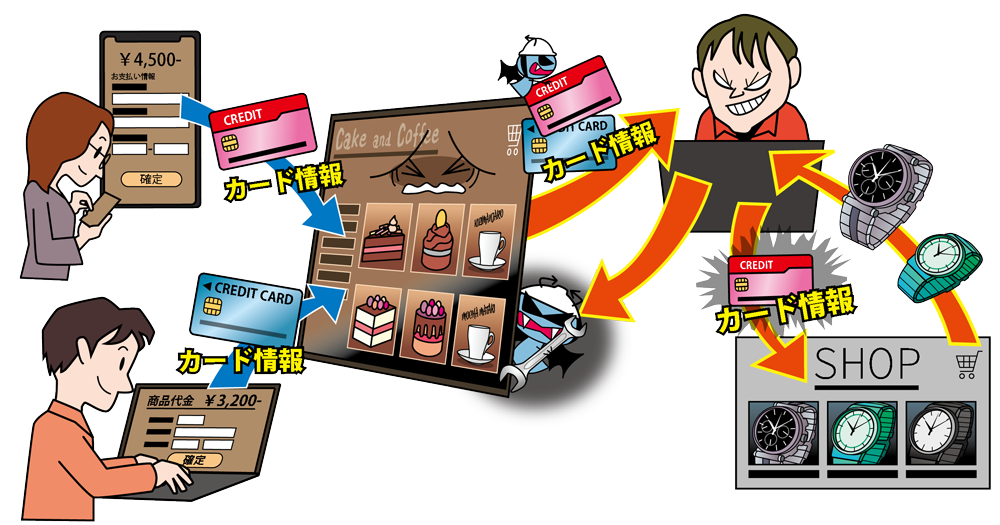 ¥4,500-
お支払い情報
確定
CREDIT
カード情報
CREDIT CARD
カード情報
商品代金 ¥3,200-
確定
Cake and Coffee
MOCHA MATARI
CREDIT
CARD
カード情報
CREDIT
カード情報
SHOP